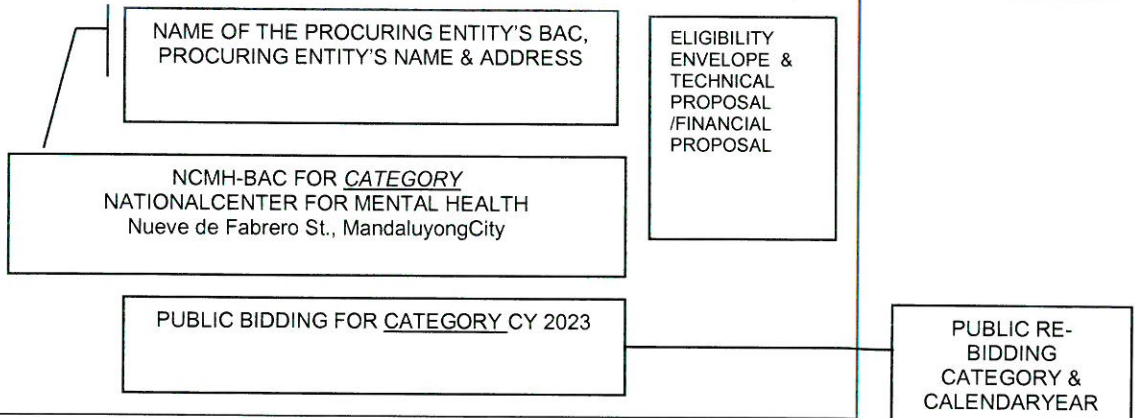 NAME OF THE PROCURING ENTITY'S BAC,
PROCURING ENTITY'S NAME & ADDRESS
ELIGIBILITY
ENVELOPE &
TECHNICAL
PROPOSAL
/FINANCIAL
PROPOSAL
NCMH-BAC FOR CATEGORY
NATIONALCENTER FOR MENTAL HEALTH
Nueve de Fabrero St., MandaluyongCity
PUBLIC BIDDING FOR CATEGORY CY 2023
PUBLIC RE-
BIDDING
CATEGORY &
CALENDARYEAR